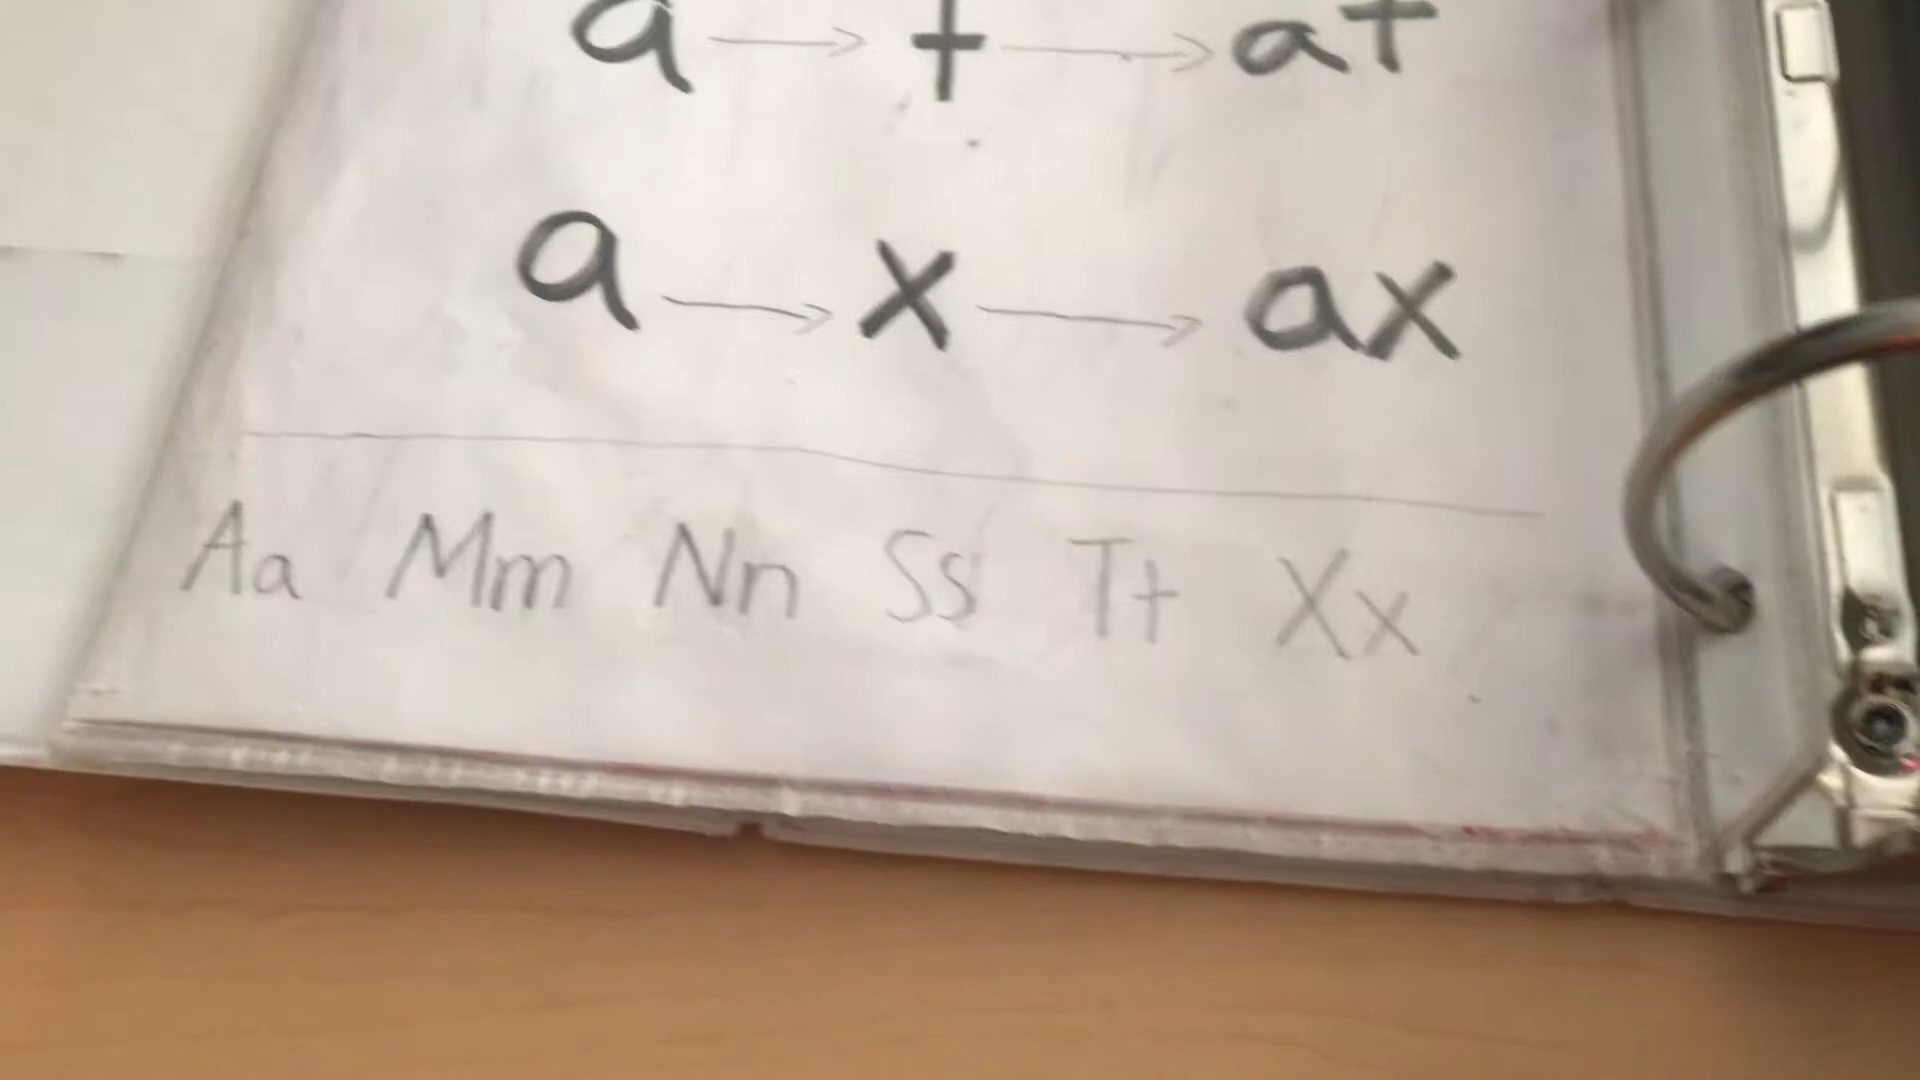 a → t → at
a → x → ax
Aa Mm Nn Ss Tt Xx